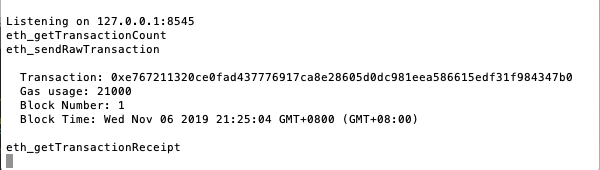 Listening on 127.0.0.1:8545
eth_getTransactionCount
eth_sendRawTransaction
Transaction: 0xe767211320ce0fad437776917ca8e28605d0dc981eea586615edf31f984347b0
Gas usage: 21000
Block Number: 1
Block Time: Wed Nov 06 2019 21:25:04 GMT+0800 (GMT+08:00)
eth_getTransactionReceipt